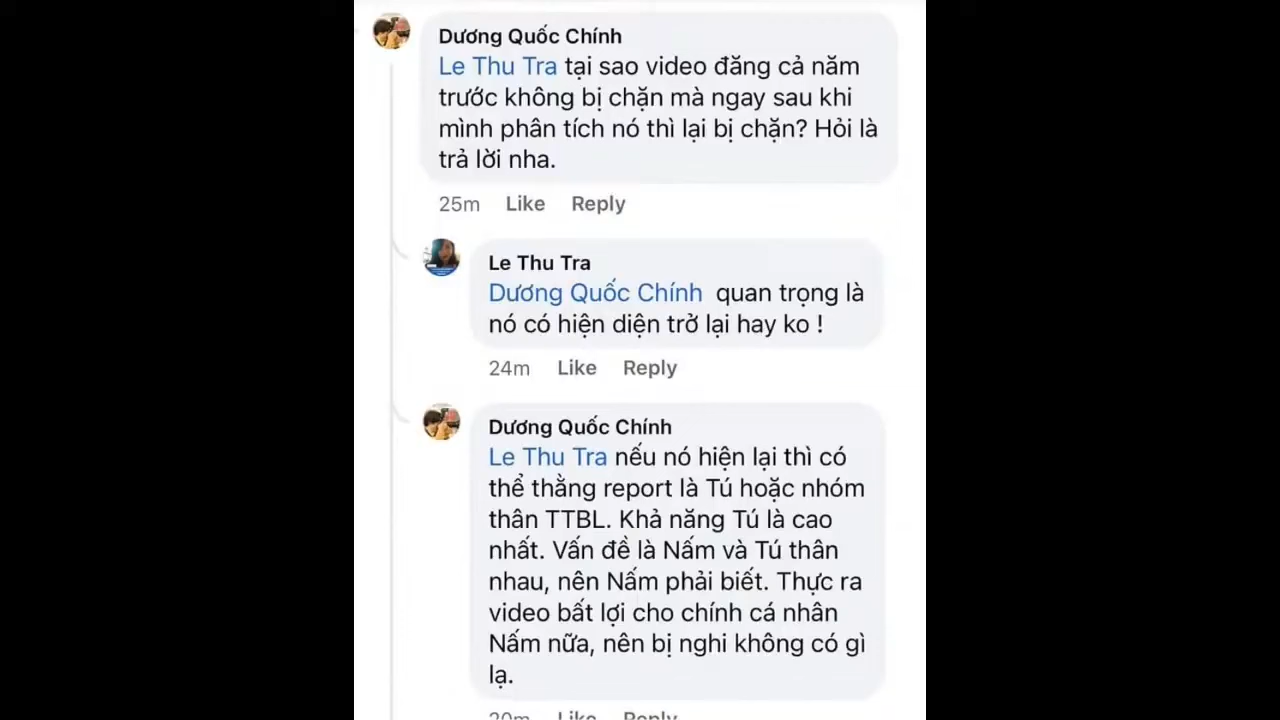 Dương Quốc Chính
Le Thu Tra tại sao video đăng cả năm
trước không bị chặn mà ngay sau khi
mình phân tích nó thì lại bị chặn? Hỏi là
trả lời nha.
25m Like Reply
Le Thu Tra
Dương Quốc Chính quan trọng là
nó có hiện diện trở lại hay ko !
24m Like Reply
Dương Quốc Chính
Le Thu Tra nếu nó hiện lại thì có
thể thằng report là Tú hoặc nhóm
thân TTBL. Khả năng Tú là cao
nhất. Vấn đề là Nấm và Tú thân
nhau, nên Nấm phải biết. Thực ra
video bất lợi cho chính cá nhân
Nấm nữa, nên bị nghi không có gì
lạ.
20m Like Reply